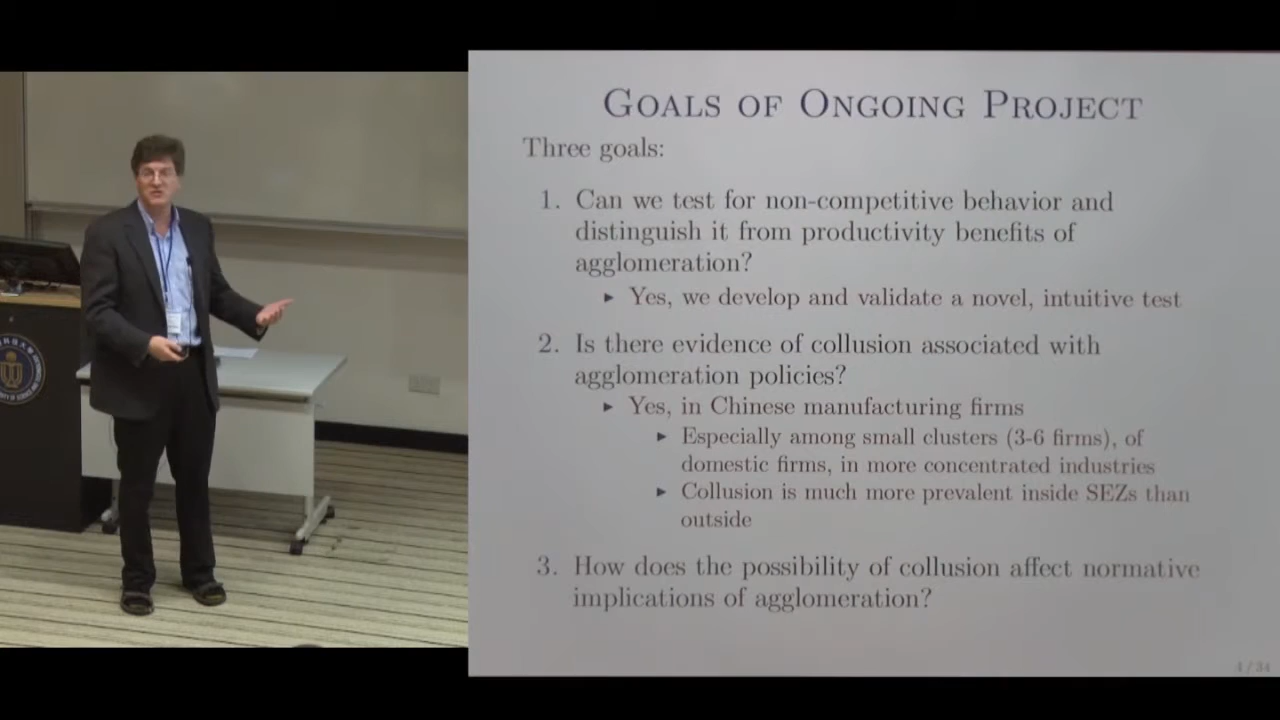 GOALS OF ONGOING PROJECT
Three goals:
1. Can we test for non-competitive behavior and
distinguish it from productivity benefits of
agglomeration?
▸ Yes, we develop and validate a novel, intuitive test
2. Is there evidence of collusion associated with
agglomeration policies?
▸ Yes, in Chinese manufacturing firms
▸ Especially among small clusters (3-6 firms), of
domestic firms, in more concentrated industries
▸ Collusion is much more prevalent inside SEZs than
outside
3. How does the possibility of collusion affect normative
implications of agglomeration?
4 / 34